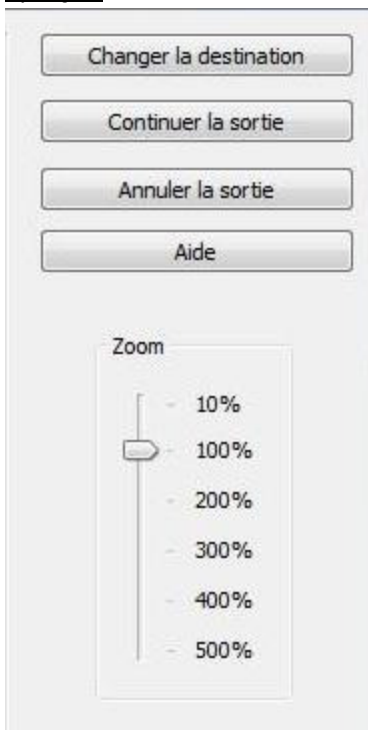 Changer la destination
Continuer la sortie
Annuler la sortie
Aide
Zoom
10%
100%
200%
300%
400%
500%